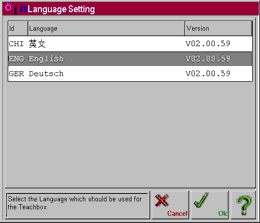 Language Setting
Id Language Version
CHI 英文 V02.00.59
ENG English V02.00.59
GER Deutsch V02.00.59
Select the Language which should be used for
the Teachbox
Cancel
Ok